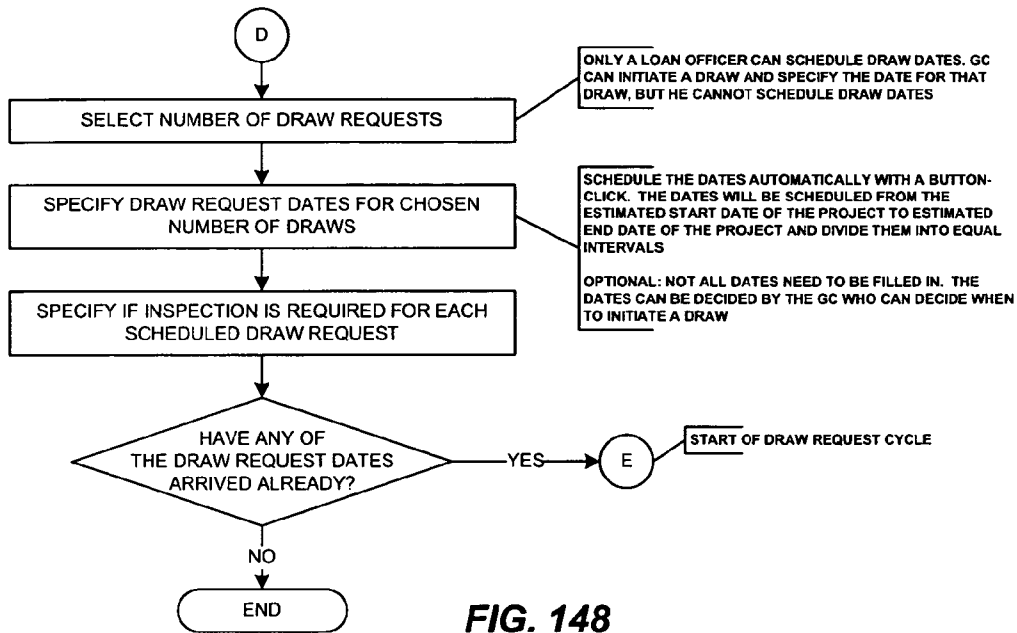 D
ONLY A LOAN OFFICER CAN SCHEDULE DRAW DATES. GC
CAN INITIATE A DRAW AND SPECIFY THE DATE FOR THAT
DRAW, BUT HE CANNOT SCHEDULE DRAW DATES
SELECT NUMBER OF DRAW REQUESTS
SCHEDULE THE DATES AUTOMATICALLY WITH A BUTTON-
CLICK. THE DATES WILL BE SCHEDULED FROM THE
ESTIMATED START DATE OF THE PROJECT TO ESTIMATED
END DATE OF THE PROJECT AND DIVIDE THEM INTO EQUAL
INTERVALS
OPTIONAL: NOT ALL DATES NEED TO BE FILLED IN. THE
DATES CAN BE DECIDED BY THE GC WHO CAN DECIDE WHEN
TO INITIATE A DRAW
SPECIFY DRAW REQUEST DATES FOR CHOSEN
NUMBER OF DRAWS
SPECIFY IF INSPECTION IS REQUIRED FOR EACH
SCHEDULED DRAW REQUEST
HAVE ANY OF
THE DRAW REQUEST DATES
ARRIVED ALREADY?
YES
E
START OF DRAW REQUEST CYCLE
NO
END
FIG. 148